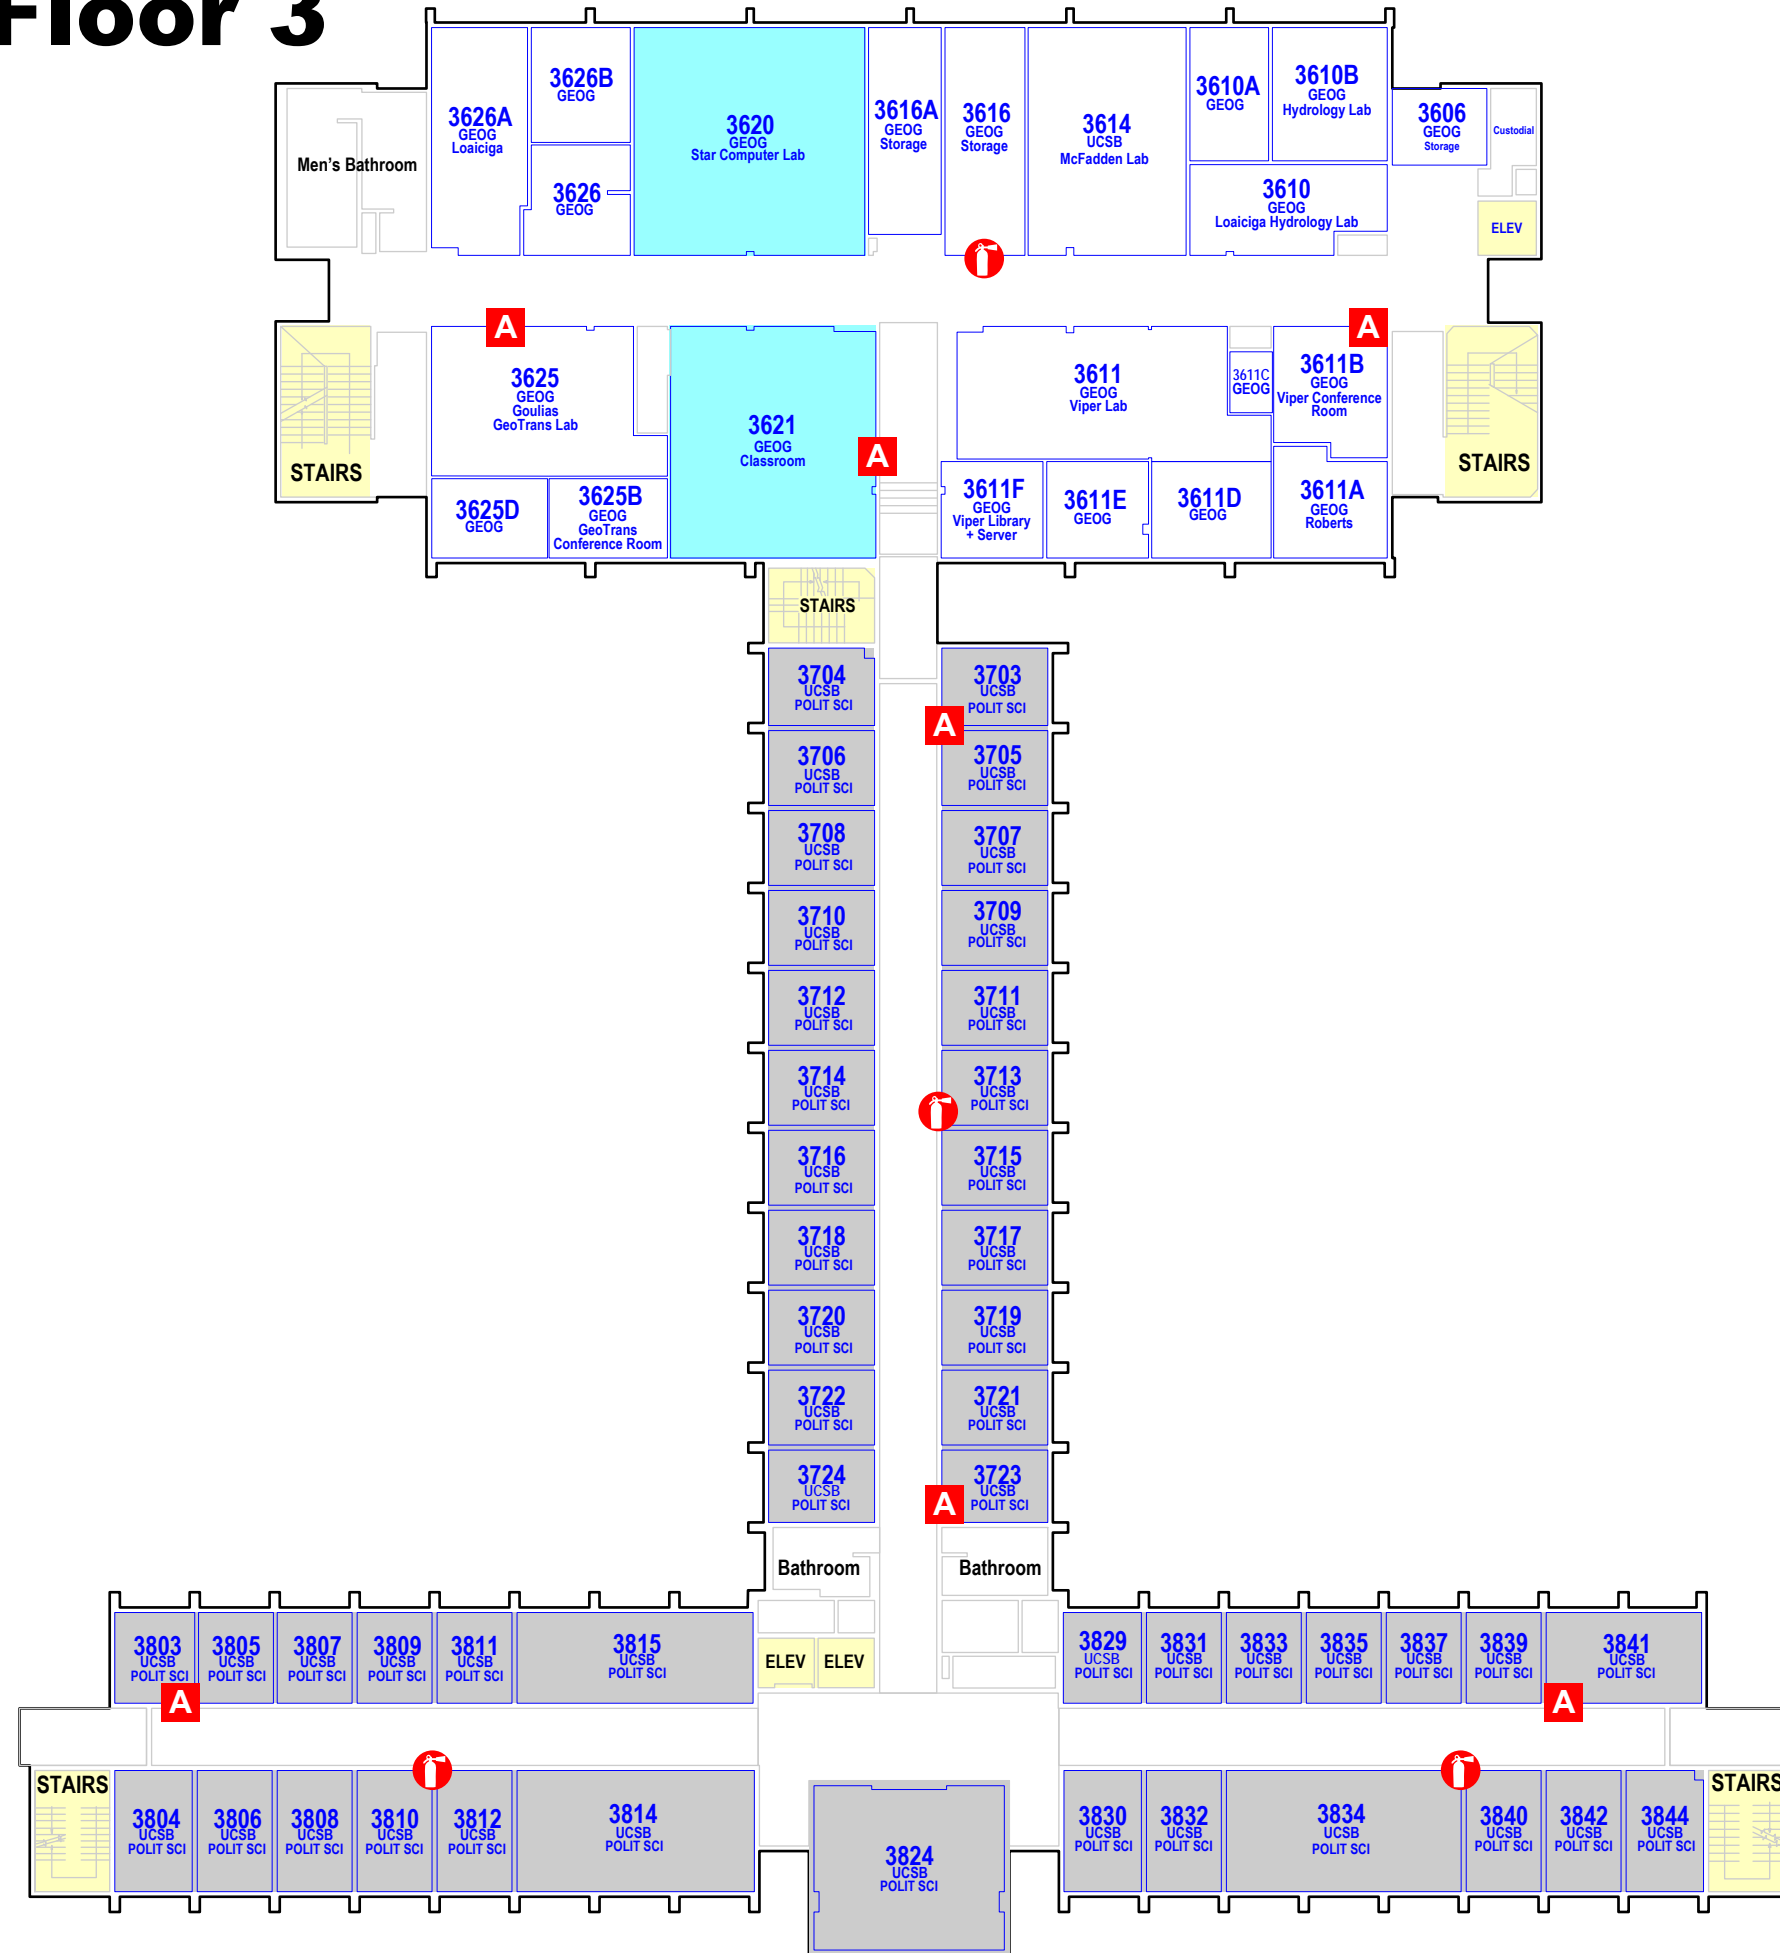 Floor 3
3626A
GEOG
Loaiciga
3626B
GEOG
3626
GEOG
3620
GEOG
Star Computer Lab
3616A
GEOG
Storage
3616
GEOG
Storage
3614
UCSB
McFadden Lab
3610A
GEOG
3610B
GEOG
Hydrology Lab
3610
GEOG
Loaiciga Hydrology Lab
3606
GEOG
Storage
Custodial
ELEV
Men's Bathroom
A
A
3625
GEOG
Goulias
GeoTrans Lab
3621
GEOG
Classroom
A
3611
GEOG
Viper Lab
3611C
GEOG
3611B
GEOG
Viper Conference
Room
STAIRS
STAIRS
3625D
GEOG
3625B
GEOG
GeoTrans
Conference Room
3611F
GEOG
Viper Library
+ Server
3611E
GEOG
3611D
GEOG
3611A
GEOG
Roberts
STAIRS
3704
UCSB
POLIT SCI
3703
UCSB
POLIT SCI
A
3706
UCSB
POLIT SCI
3705
UCSB
POLIT SCI
3708
UCSB
POLIT SCI
3707
UCSB
POLIT SCI
3710
UCSB
POLIT SCI
3709
UCSB
POLIT SCI
3712
UCSB
POLIT SCI
3711
UCSB
POLIT SCI
3714
UCSB
POLIT SCI
3713
UCSB
POLIT SCI
3716
UCSB
POLIT SCI
3715
UCSB
POLIT SCI
3718
UCSB
POLIT SCI
3717
UCSB
POLIT SCI
3720
UCSB
POLIT SCI
3719
UCSB
POLIT SCI
3722
UCSB
POLIT SCI
3721
UCSB
POLIT SCI
3724
UCSB
POLIT SCI
3723
UCSB
POLIT SCI
A
Bathroom
Bathroom
3803
UCSB
POLIT SCI
3805
UCSB
POLIT SCI
3807
UCSB
POLIT SCI
3809
UCSB
POLIT SCI
3811
UCSB
POLIT SCI
3815
UCSB
POLIT SCI
ELEV
ELEV
3829
UCSB
POLIT SCI
3831
UCSB
POLIT SCI
3833
UCSB
POLIT SCI
3835
UCSB
POLIT SCI
3837
UCSB
POLIT SCI
3839
UCSB
POLIT SCI
3841
UCSB
POLIT SCI
A
A
STAIRS
3804
UCSB
POLIT SCI
3806
UCSB
POLIT SCI
3808
UCSB
POLIT SCI
3810
UCSB
POLIT SCI
3812
UCSB
POLIT SCI
3814
UCSB
POLIT SCI
3824
UCSB
POLIT SCI
3830
UCSB
POLIT SCI
3832
UCSB
POLIT SCI
3834
UCSB
POLIT SCI
3840
UCSB
POLIT SCI
3842
UCSB
POLIT SCI
3844
UCSB
POLIT SCI
STAIRS